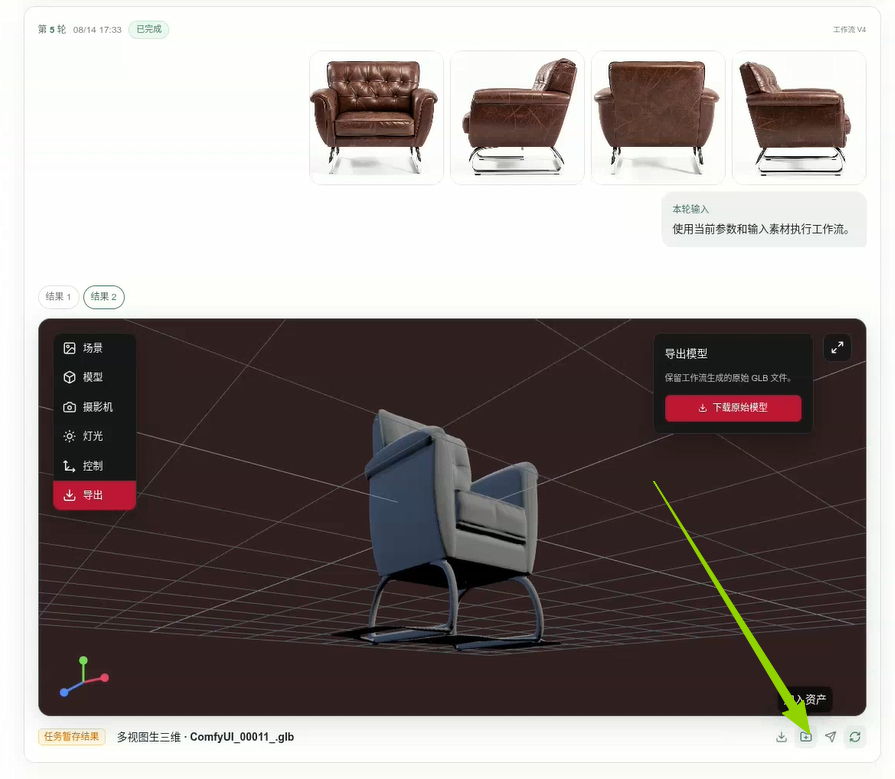 第 5 轮 08/14 17:33 已完成 工作流 V4
本轮输入
使用当前参数和输入素材执行工作流。
结果 1 结果 2
场景
模型
摄影机
灯光
控制
导出
导出模型
保留工作流生成的原始 GLB 文件。
下载原始模型
入资产
任务暂存结果 多视图生三维 · ComfyUI_00011_.glb